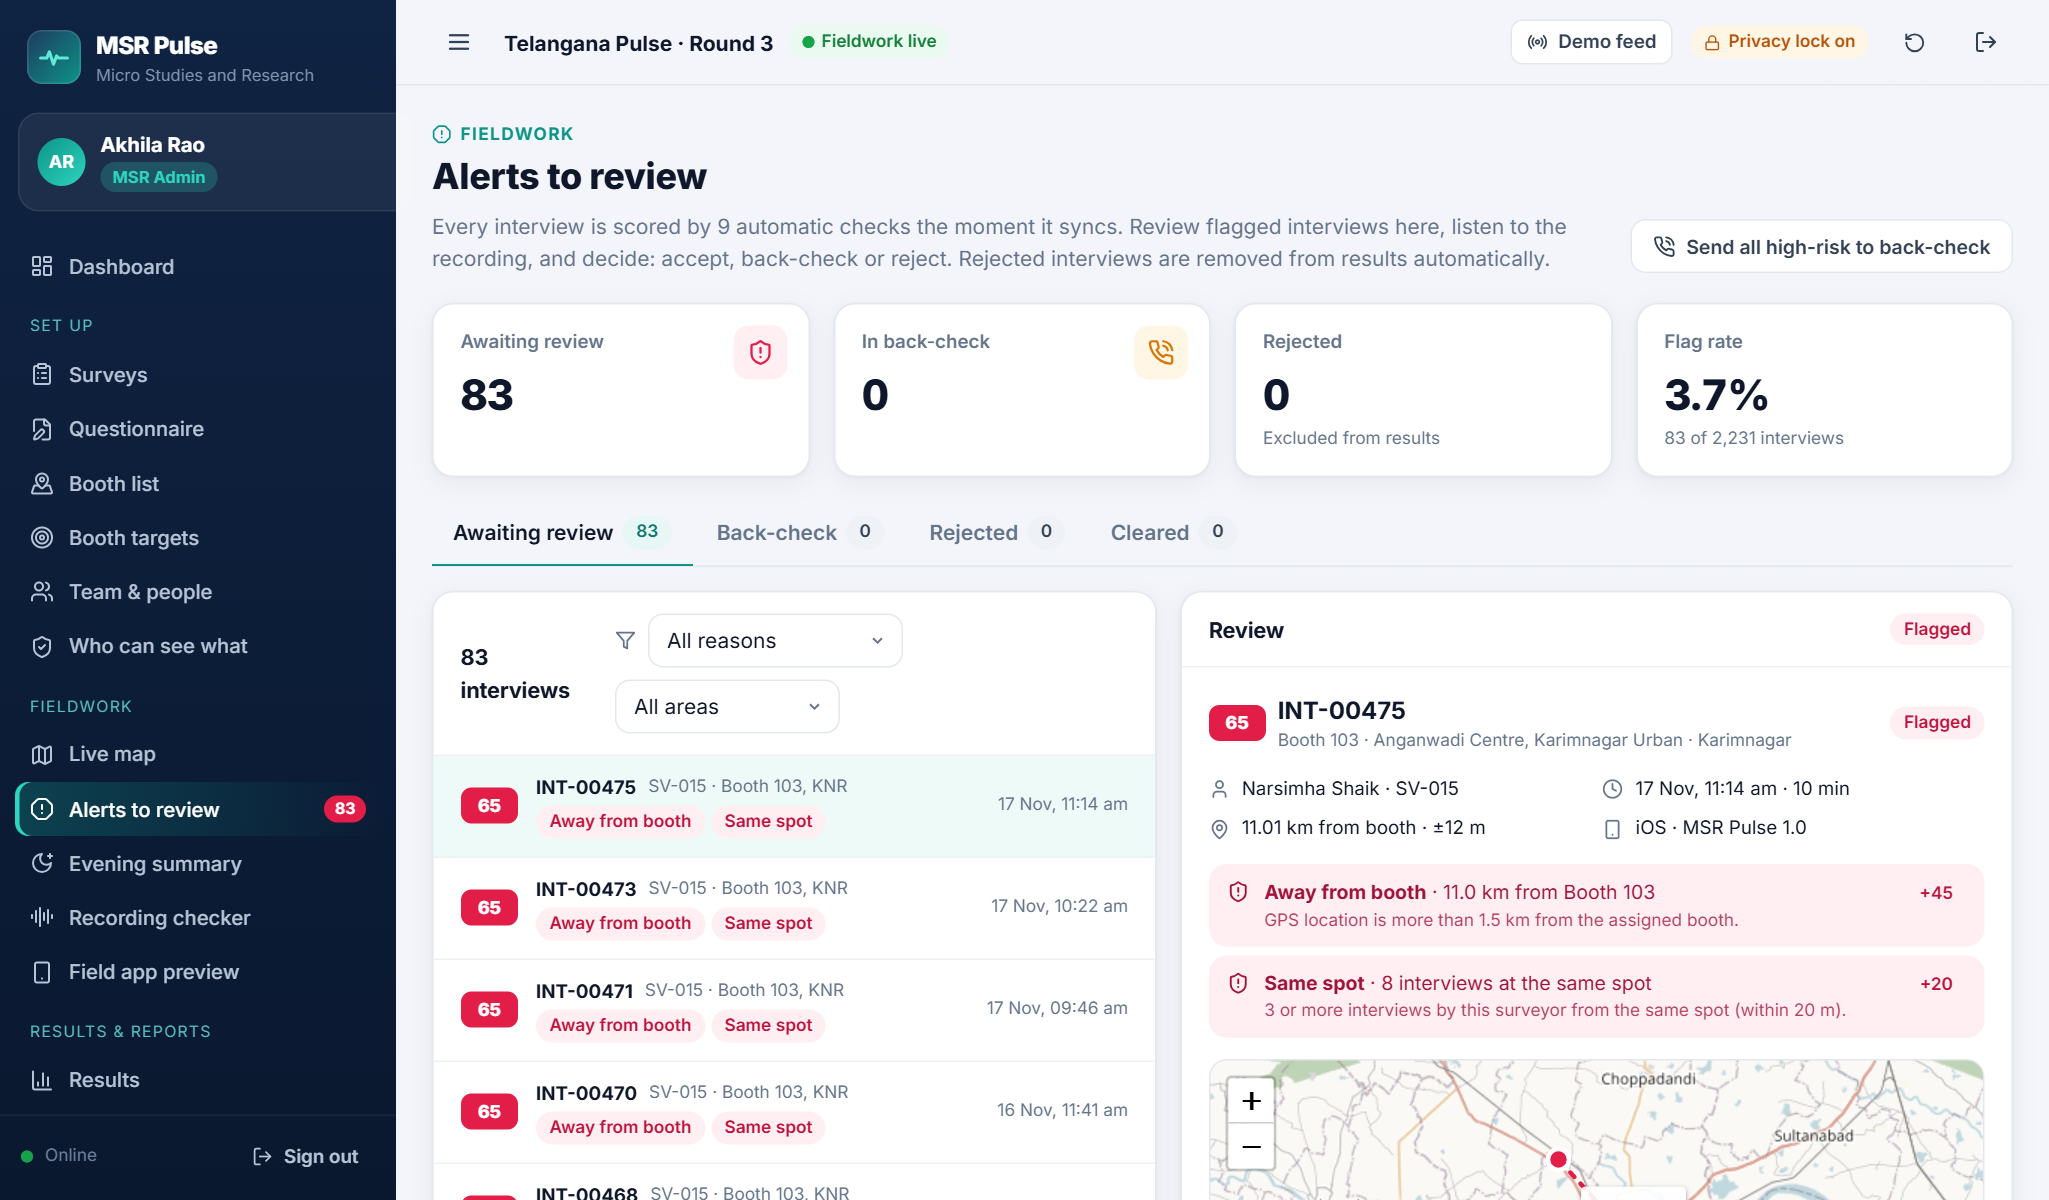 MSR Pulse
Micro Studies and Research
AR
Akhila Rao
MSR Admin
Dashboard
SET UP
Surveys
Questionnaire
Booth list
Booth targets
Team & people
Who can see what
FIELDWORK
Live map
Alerts to review 83
Evening summary
Recording checker
Field app preview
RESULTS & REPORTS
Results
Online
Sign out
Telangana Pulse · Round 3
Fieldwork live
Demo feed
Privacy lock on
FIELDWORK
Alerts to review
Every interview is scored by 9 automatic checks the moment it syncs. Review flagged interviews here, listen to the
recording, and decide: accept, back-check or reject. Rejected interviews are removed from results automatically.
Send all high-risk to back-check
Awaiting review
83
In back-check
0
Rejected
0
Excluded from results
Flag rate
3.7%
83 of 2,231 interviews
Awaiting review 83
Back-check 0
Rejected 0
Cleared 0
83
interviews
All reasons
All areas
65
INT-00475 SV-015 · Booth 103, KNR
Away from booth Same spot
17 Nov, 11:14 am
65
INT-00473 SV-015 · Booth 103, KNR
Away from booth Same spot
17 Nov, 10:22 am
65
INT-00471 SV-015 · Booth 103, KNR
Away from booth Same spot
17 Nov, 09:46 am
65
INT-00470 SV-015 · Booth 103, KNR
Away from booth Same spot
16 Nov, 11:41 am
INT-00468 SV-015 · Booth 103, KNR
Review
Flagged
65
INT-00475
Booth 103 · Anganwadi Centre, Karimnagar Urban · Karimnagar
Flagged
Narsimha Shaik · SV-015
17 Nov, 11:14 am · 10 min
11.01 km from booth · ±12 m
iOS · MSR Pulse 1.0
Away from booth · 11.0 km from Booth 103
+45
GPS location is more than 1.5 km from the assigned booth.
Same spot · 8 interviews at the same spot
+20
3 or more interviews by this surveyor from the same spot (within 20 m).
+
−
Choppadandi
Sultanabad